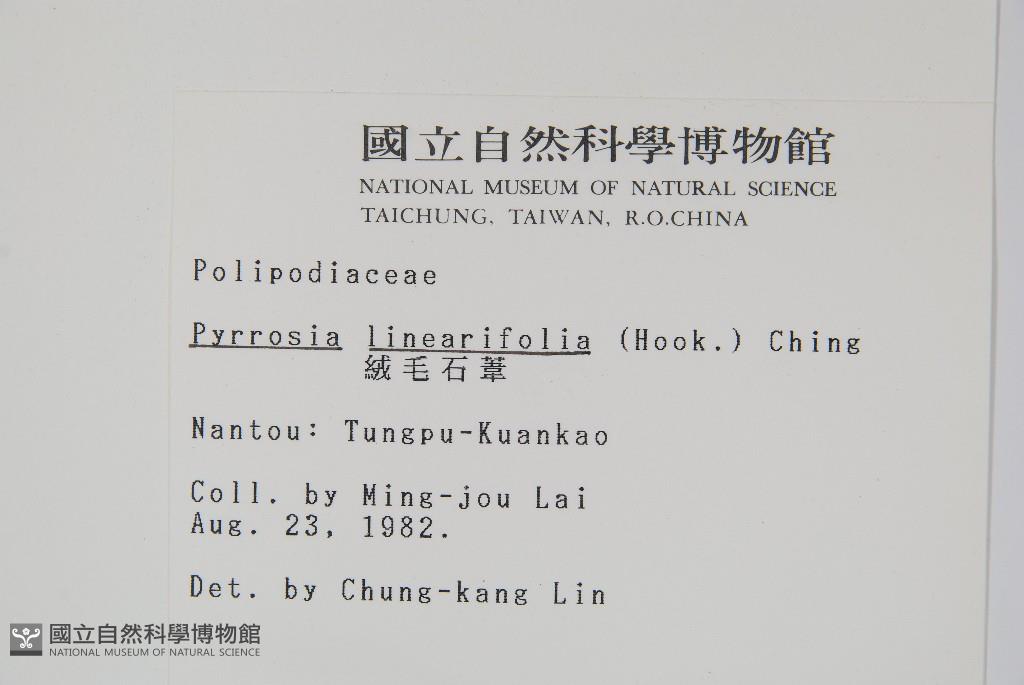 國立自然科學博物館
NATIONAL MUSEUM OF NATURAL SCIENCE
TAICHUNG, TAIWAN, R.O.CHINA
Polipodiaceae
Pyrrosia linearifolia (Hook.) Ching
絨毛石葦
Nantou: Tungpu-Kuankao
Coll. by Ming-jou Lai
Aug. 23, 1982.
Det. by Chung-kang Lin
國立自然科學博物館
NATIONAL MUSEUM OF NATURAL SCIENCE